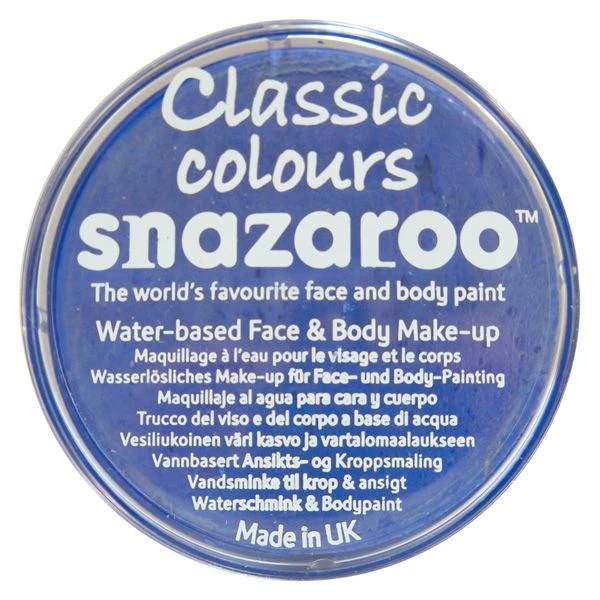 Classic
colours
snazaroo™
The world's favourite face and body paint
Water-based Face & Body Make-up
Maquillage à l'eau pour le visage et le corps
Wasserlösliches Make-up für Face- und Body-Painting
Maquillaje al agua para cara y cuerpo
Trucco del viso e del corpo a base di acqua
Vesiliukoinen väri kasvo ja vartalomaalaukseen
Vannbasert Ansikts- og Kroppsmaling
Vandsminke til krop & ansigt
Waterschmink & Bodypaint
Made in UK